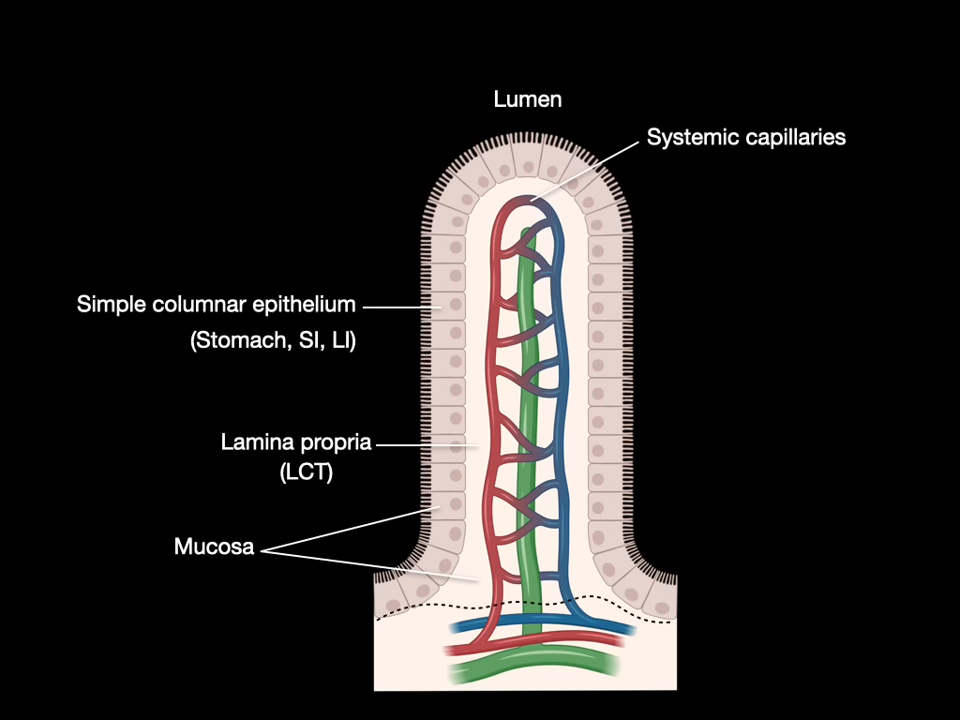 Lumen
Systemic capillaries
Simple columnar epithelium
(Stomach, SI, LI)
Lamina propria
(LCT)
Mucosa